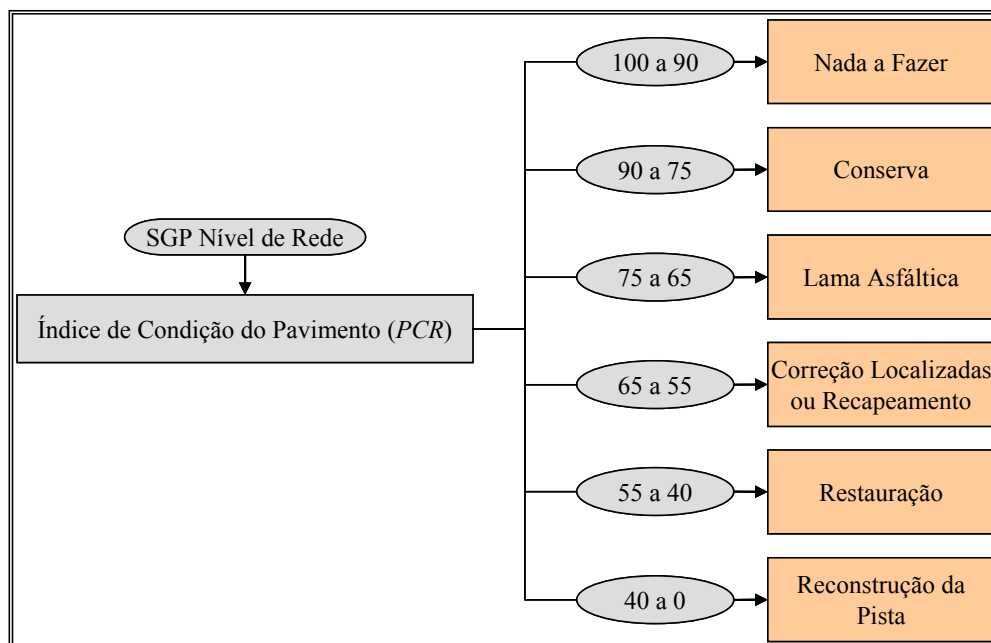 SGP Nível de Rede
Índice de Condição do Pavimento (PCR)
100 a 90
Nada a Fazer
90 a 75
Conserva
75 a 65
Lama Asfáltica
65 a 55
Correção Localizadas
ou Recapeamento
55 a 40
Restauração
40 a 0
Reconstrução da
Pista